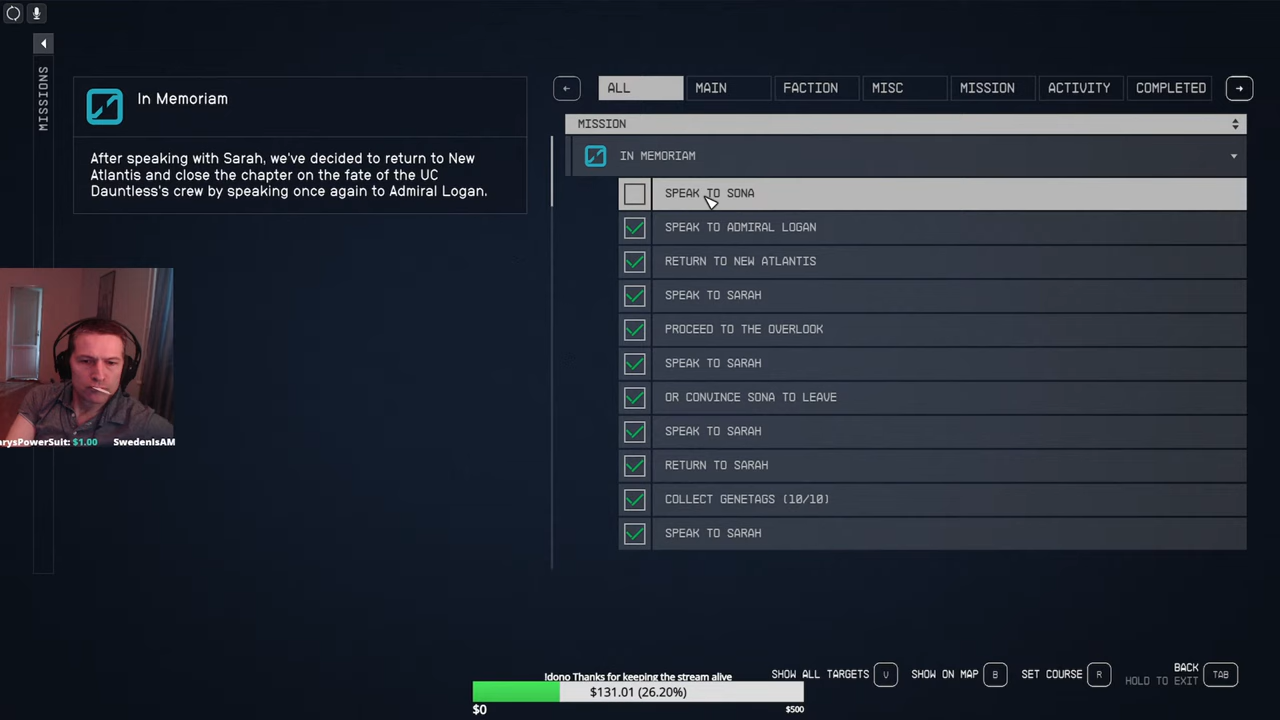 MISSIONS
In Memoriam
After speaking with Sarah, we've decided to return to New
Atlantis and close the chapter on the fate of the UC
Dauntless's crew by speaking once again to Admiral Logan.
ALL
MAIN
FACTION
MISC
MISSION
ACTIVITY
COMPLETED
MISSION
IN MEMORIAM
SPEAK TO SONA
SPEAK TO ADMIRAL LOGAN
RETURN TO NEW ATLANTIS
SPEAK TO SARAH
PROCEED TO THE OVERLOOK
SPEAK TO SARAH
OR CONVINCE SONA TO LEAVE
SPEAK TO SARAH
RETURN TO SARAH
COLLECT GENETAGS (10/10)
SPEAK TO SARAH
arysPowerSuit: $1.00 SwedenIsAM
Idono Thanks for keeping the stream alive
$131.01 (26.20%)
$0
$500
SHOW ALL TARGETS V
SHOW ON MAP B
SET COURSE R
BACK
HOLD TO EXIT
TAB